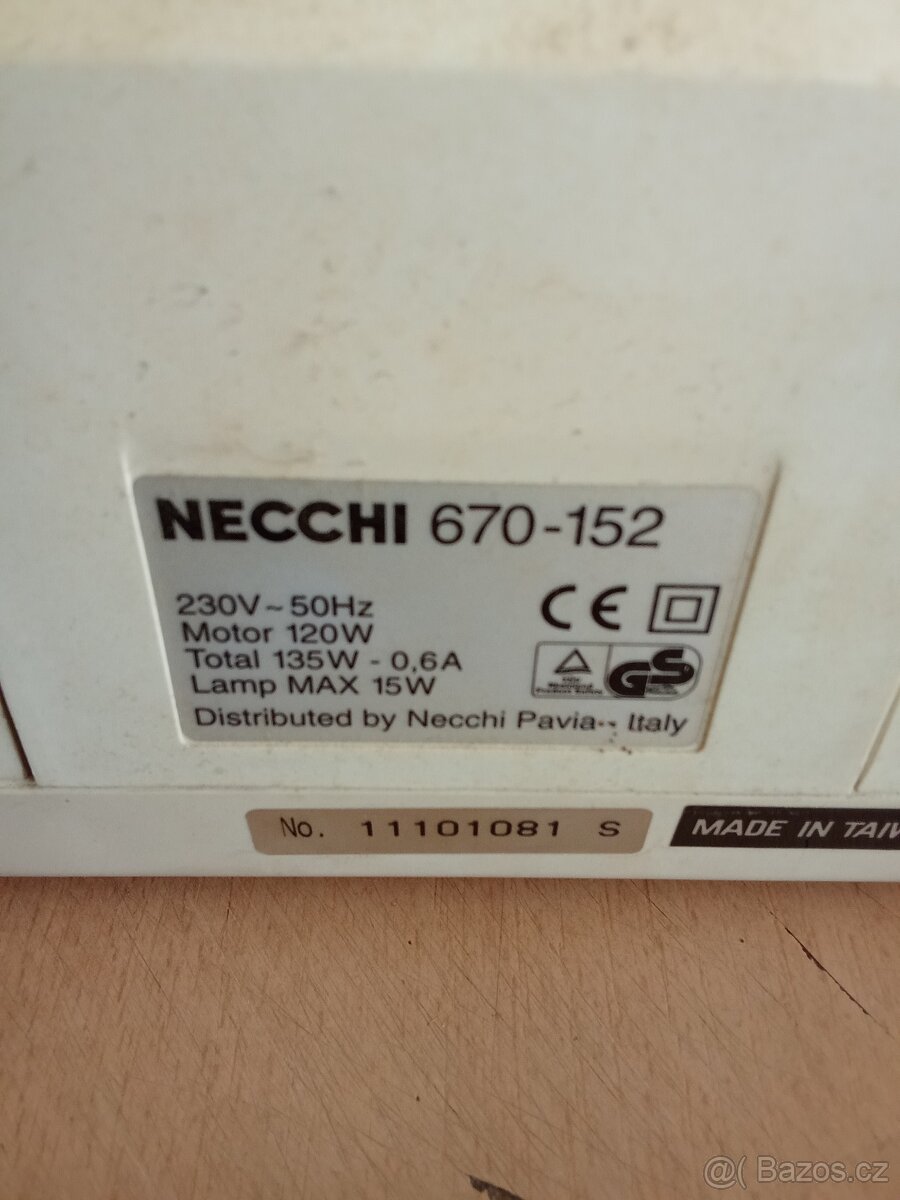 NECCHI 670-152
230V~50Hz
Motor 120W
Total 135W - 0,6A
Lamp MAX 15W
CE
GS
Distributed by Necchi Pavia - Italy
No. 11101081 S
MADE IN TAIW
@( Bazos.cz